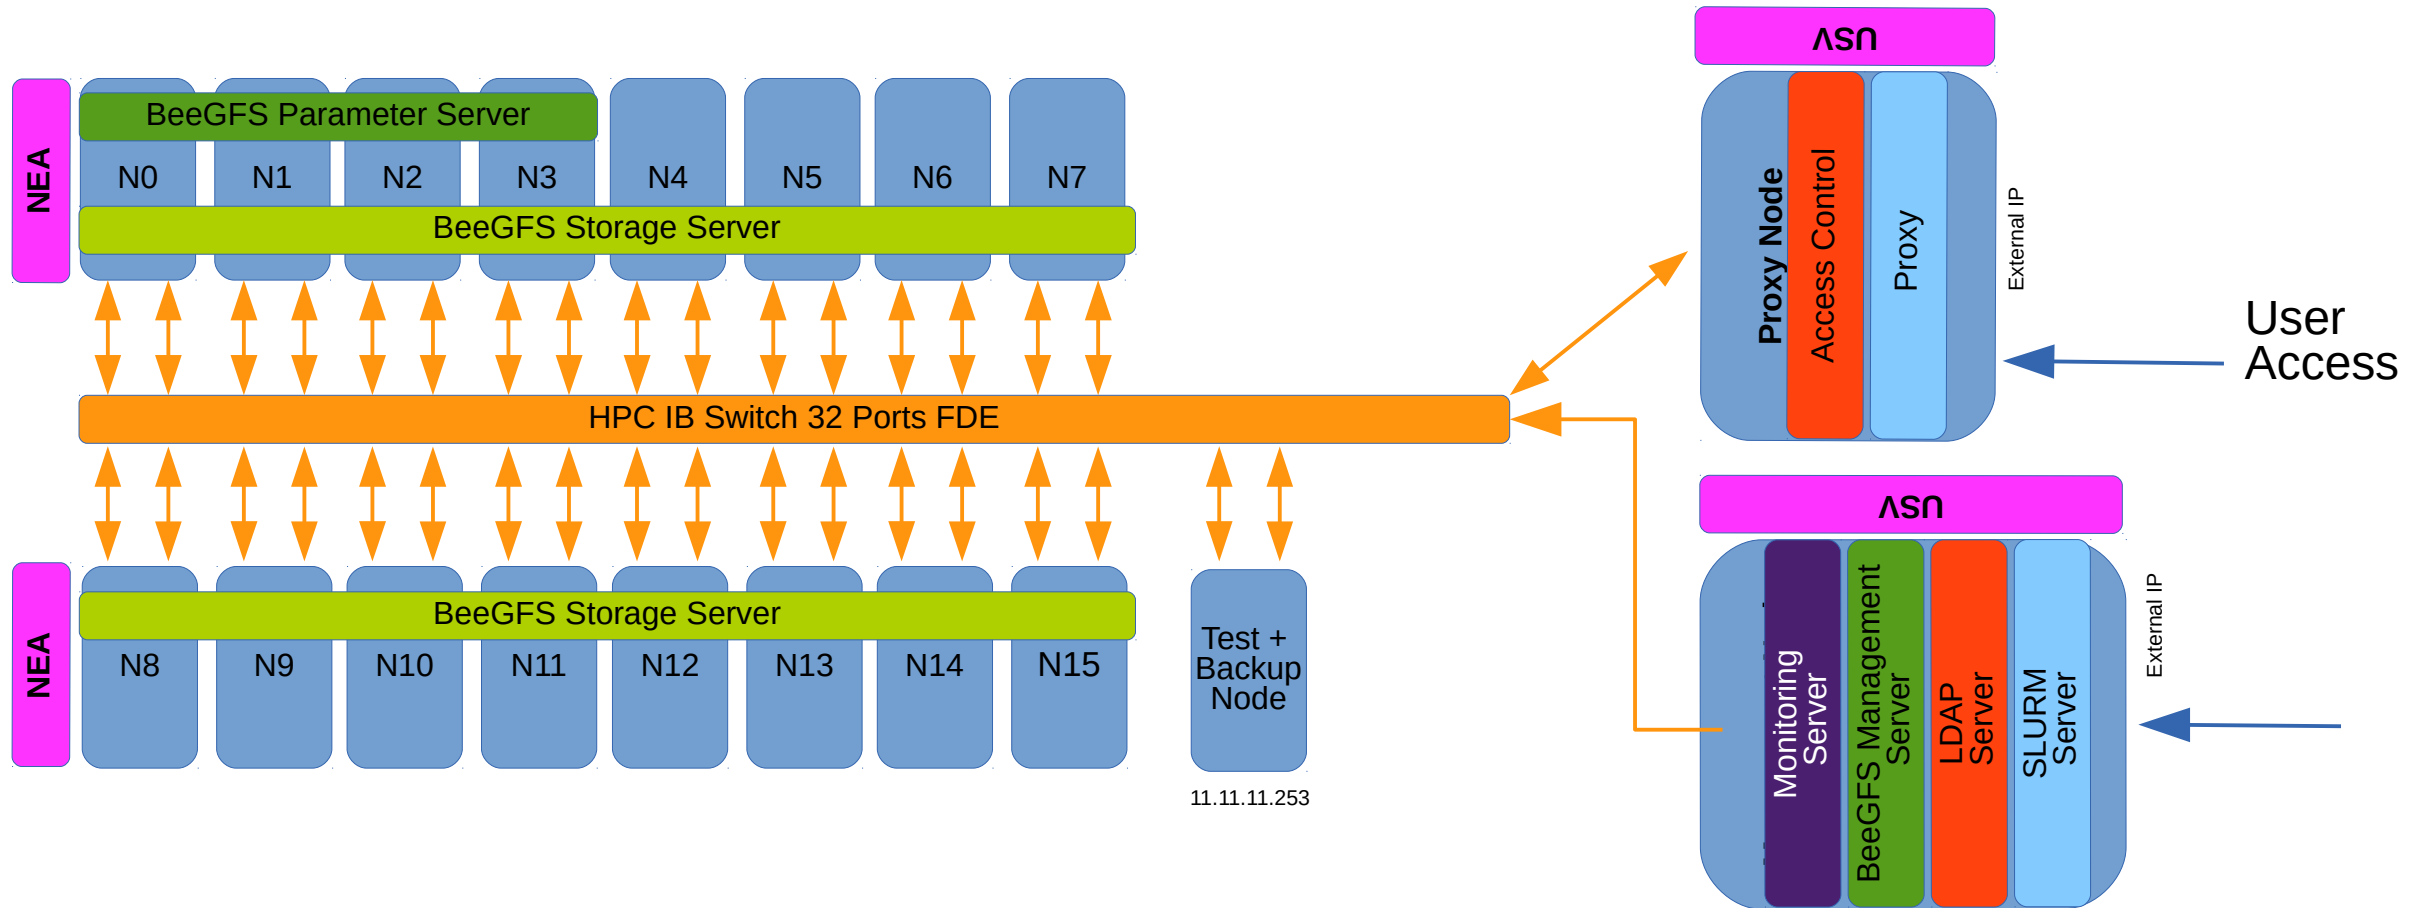 USV
NEA
BeeGFS Parameter Server
N0
N1
N2
N3
N4
N5
N6
N7
BeeGFS Storage Server
Proxy Node
Access Control
Proxy
External IP
User
Access
HPC IB Switch 32 Ports FDE
USV
NEA
BeeGFS Storage Server
N8
N9
N10
N11
N12
N13
N14
N15
Test +
Backup
Node
11.11.11.253
Monitoring
Server
BeeGFS Management
Server
LDAP
Server
SLURM
Server
External IP